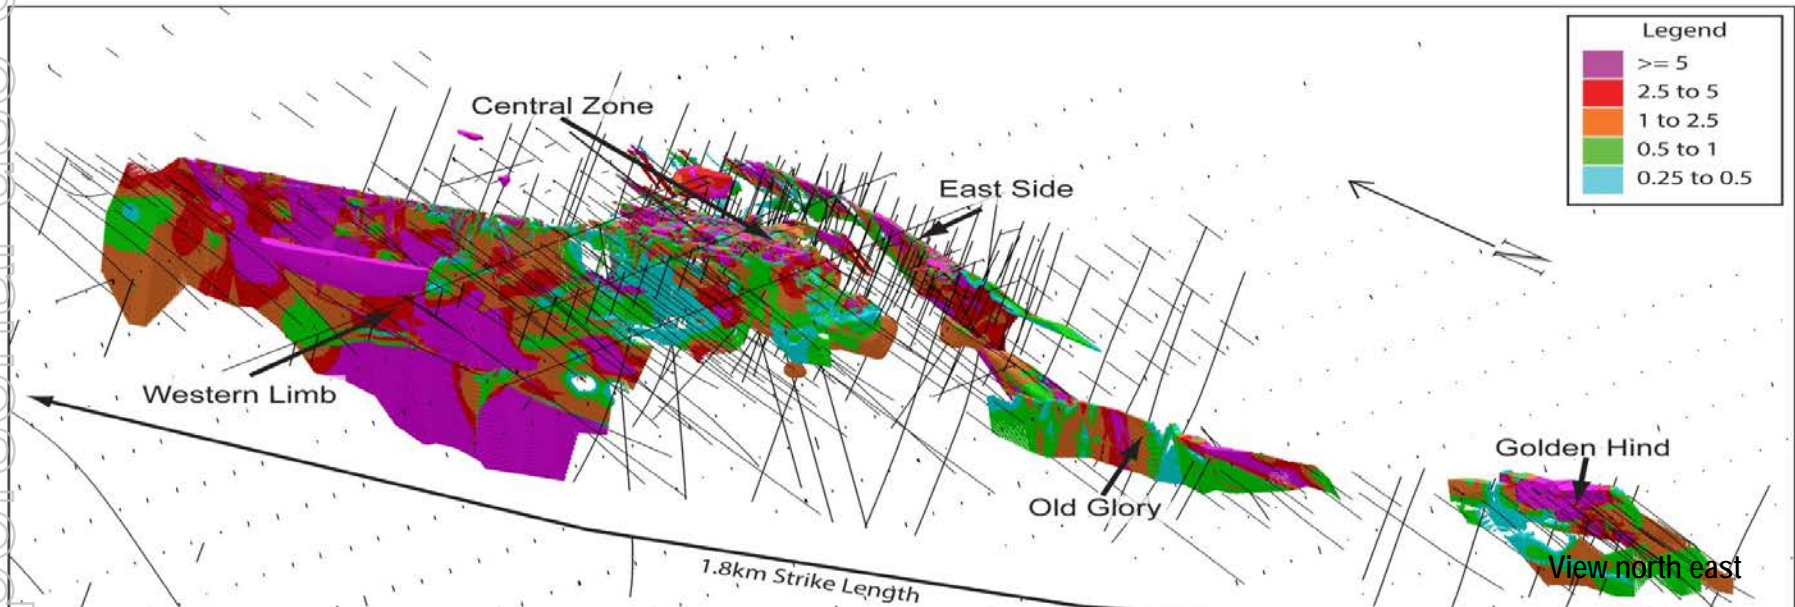 Legend
>= 5
2.5 to 5
1 to 2.5
0.5 to 1
0.25 to 0.5
Central Zone
East Side
N
Western Limb
Golden Hind
Old Glory
View north east
1.8km Strike Length